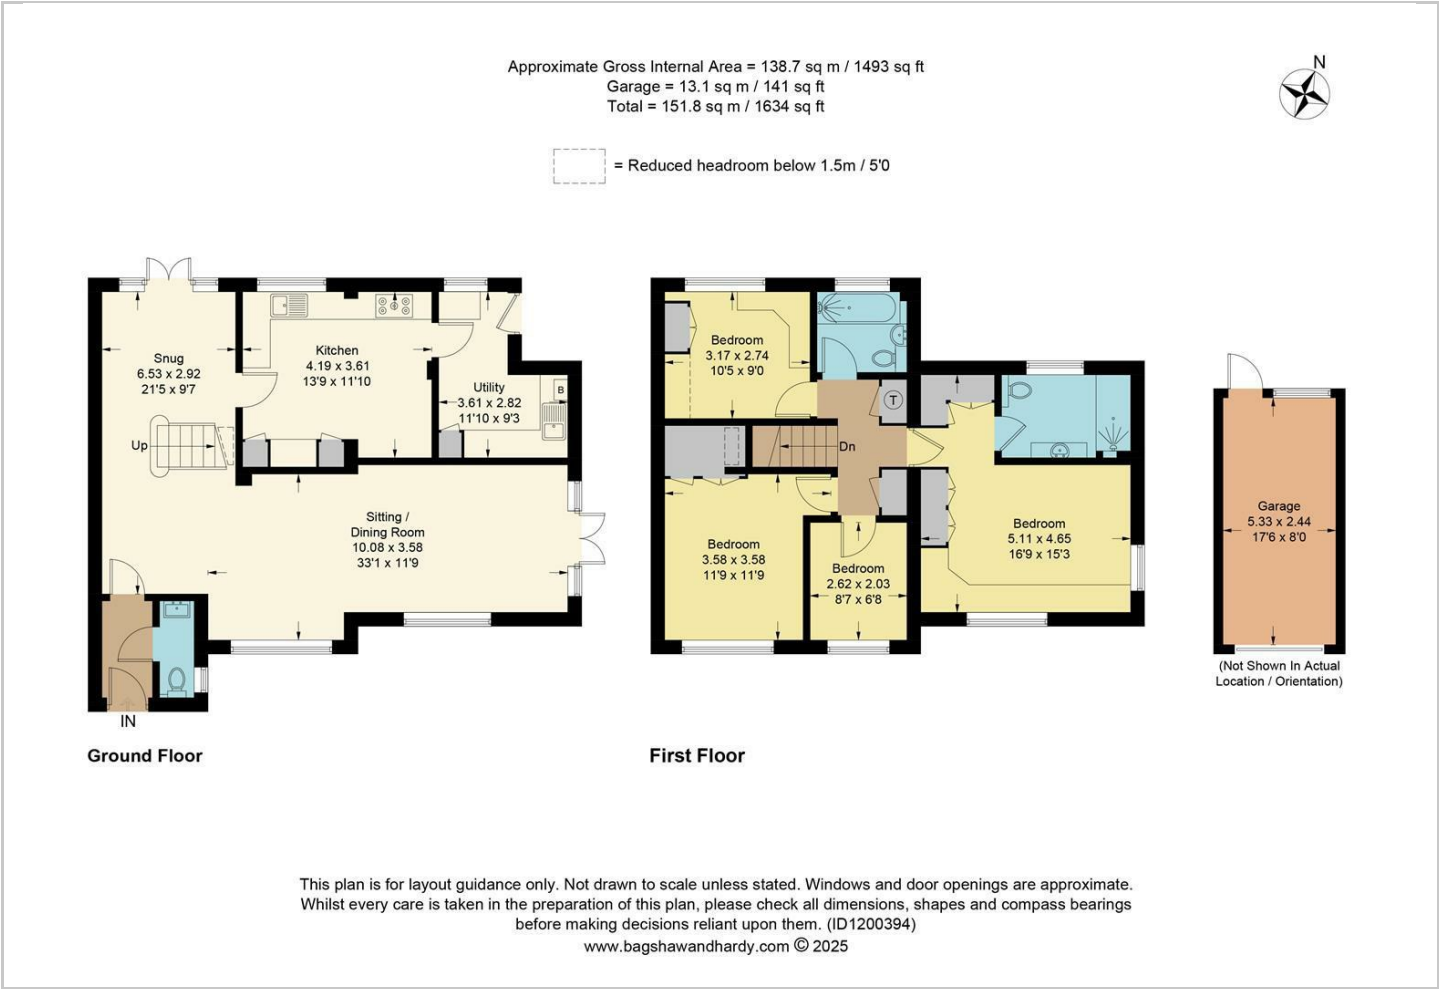 Approximate Gross Internal Area = 138.7 sq m / 1493 sq ft
Garage = 13.1 sq m / 141 sq ft
Total = 151.8 sq m / 1634 sq ft
N
= Reduced headroom below 1.5m / 5'0
Snug
6.53 x 2.92
21'5 x 9'7
Kitchen
4.19 x 3.61
13'9 x 11'10
Utility
3.61 x 2.82
11'10 x 9'3
B
Up
Sitting /
Dining Room
10.08 x 3.58
33'1 x 11'9
IN
Ground Floor
Bedroom
3.17 x 2.74
10'5 x 9'0
T
Dn
Bedroom
3.58 x 3.58
11'9 x 11'9
Bedroom
2.62 x 2.03
8'7 x 6'8
Bedroom
5.11 x 4.65
16'9 x 15'3
First Floor
Garage
5.33 x 2.44
17'6 x 8'0
(Not Shown In Actual
Location / Orientation)
This plan is for layout guidance only. Not drawn to scale unless stated. Windows and door openings are approximate.
Whilst every care is taken in the preparation of this plan, please check all dimensions, shapes and compass bearings
before making decisions reliant upon them. (ID1200394)
www.bagshawandhardy.com © 2025